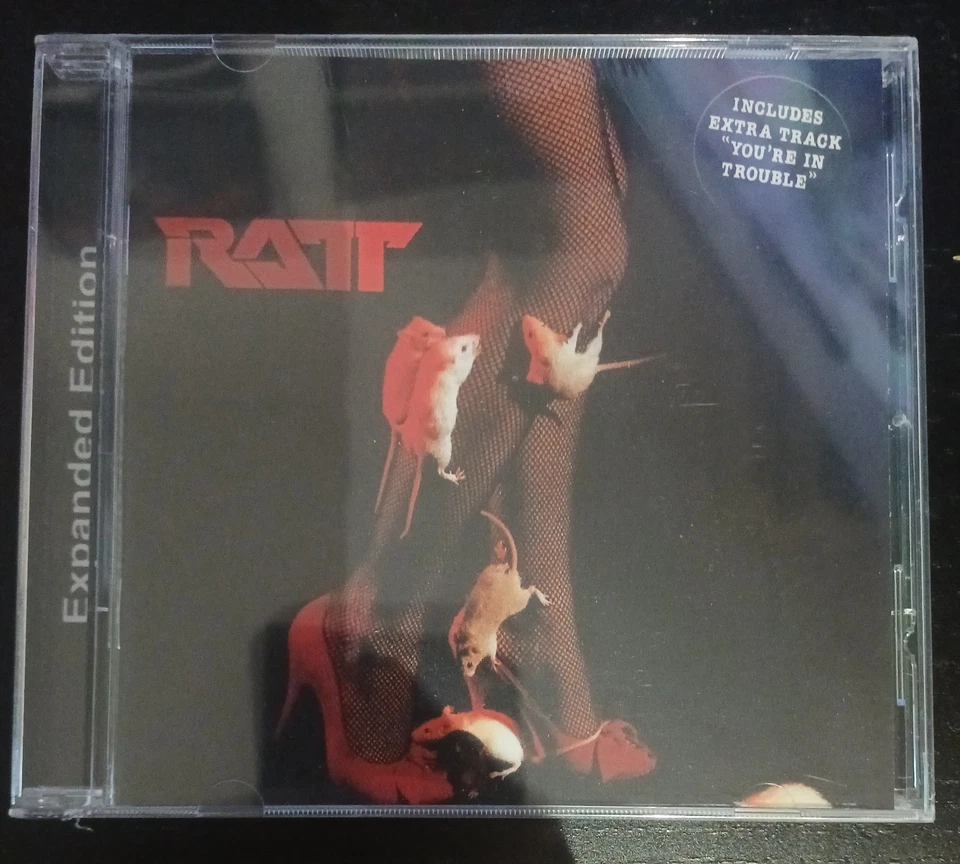 Expanded Edition
RATT
INCLUDES
EXTRA TRACK
“YOU'RE IN
TROUBLE”